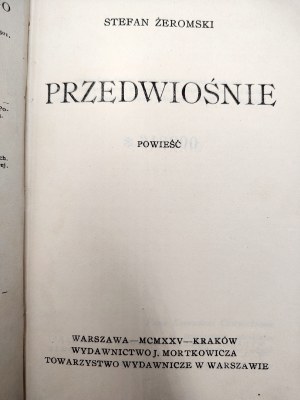 STEFAN ŻEROMSKI
PRZEDWIOŚNIE
POWIEŚĆ
WARSZAWA—MCMXXV—KRAKÓW
WYDAWNICTWO J. MORTKOWICZA
TOWARZYSTWO WYDAWNICZE W WARSZAWIE